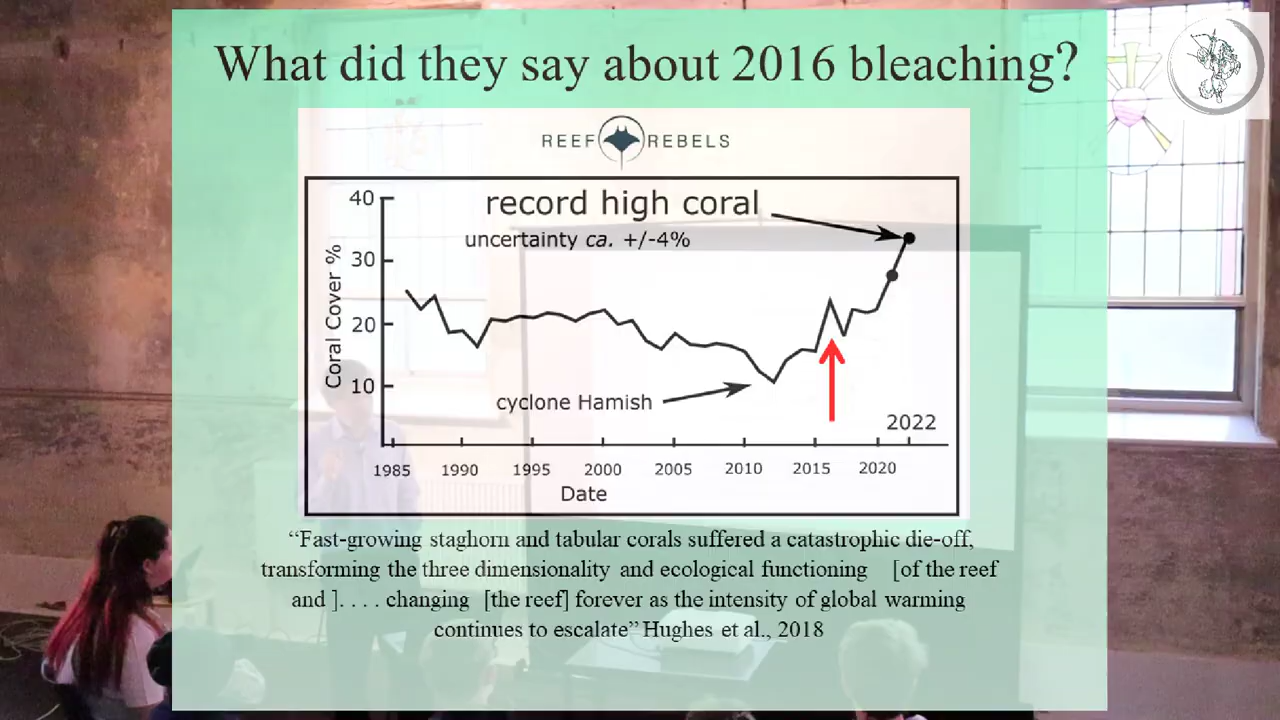 What did they say about 2016 bleaching?
REEF REBELS
40
record high coral
uncertainty ca. +/-4%
30
Coral Cover %
20
10
cyclone Hamish
2022
1985 1990 1995 2000 2005 2010 2015 2020
Date
“Fast-growing staghorn and tabular corals suffered a catastrophic die-off,
transforming the three dimensionality and ecological functioning [of the reef
and ]. . . . changing [the reef] forever as the intensity of global warming
continues to escalate” Hughes et al., 2018